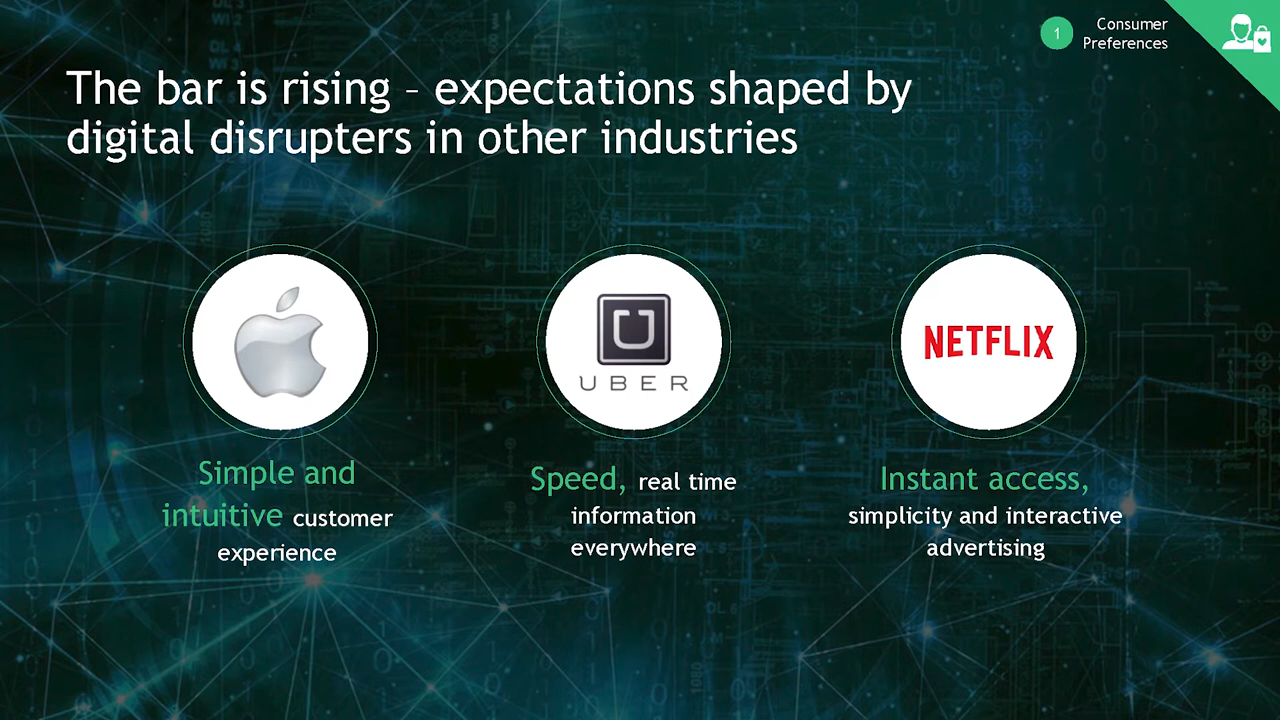 1
Consumer
Preferences
The bar is rising – expectations shaped by
digital disrupters in other industries
U
UBER
NETFLIX
Simple and
intuitive customer
experience
Speed, real time
information
everywhere
Instant access,
simplicity and interactive
advertising